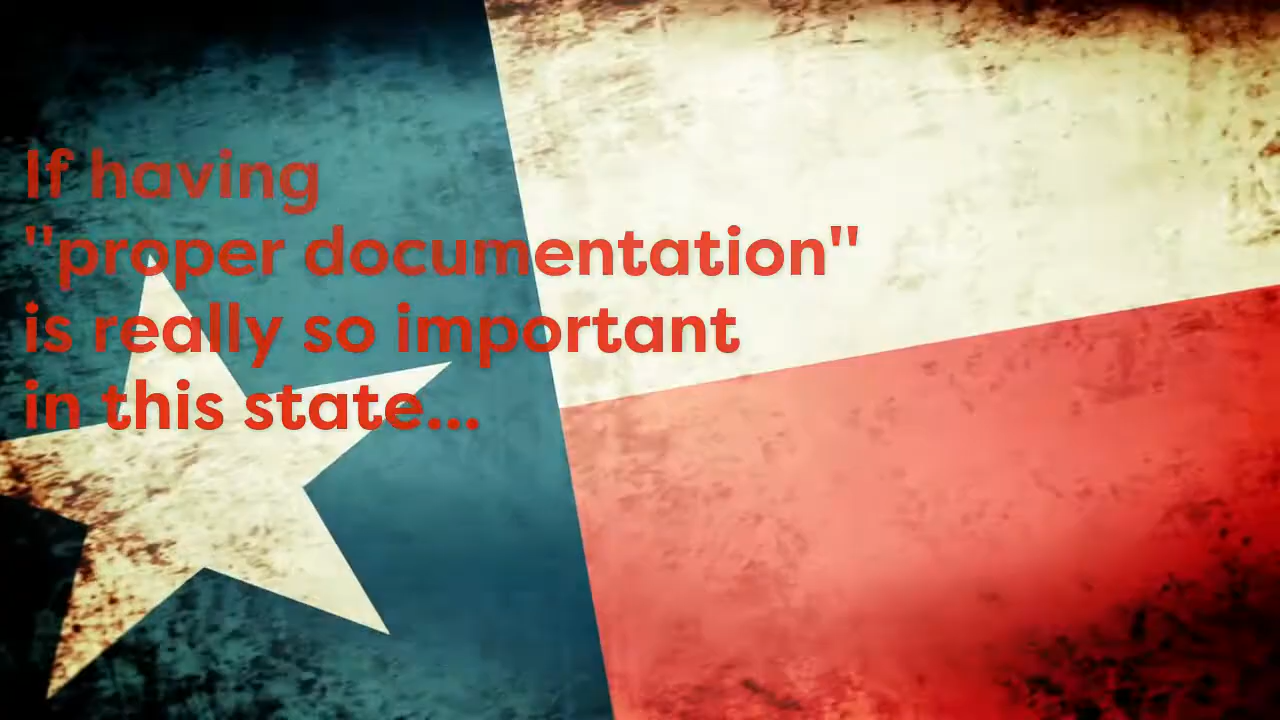 If having
"proper documentation"
is really so important
in this state...